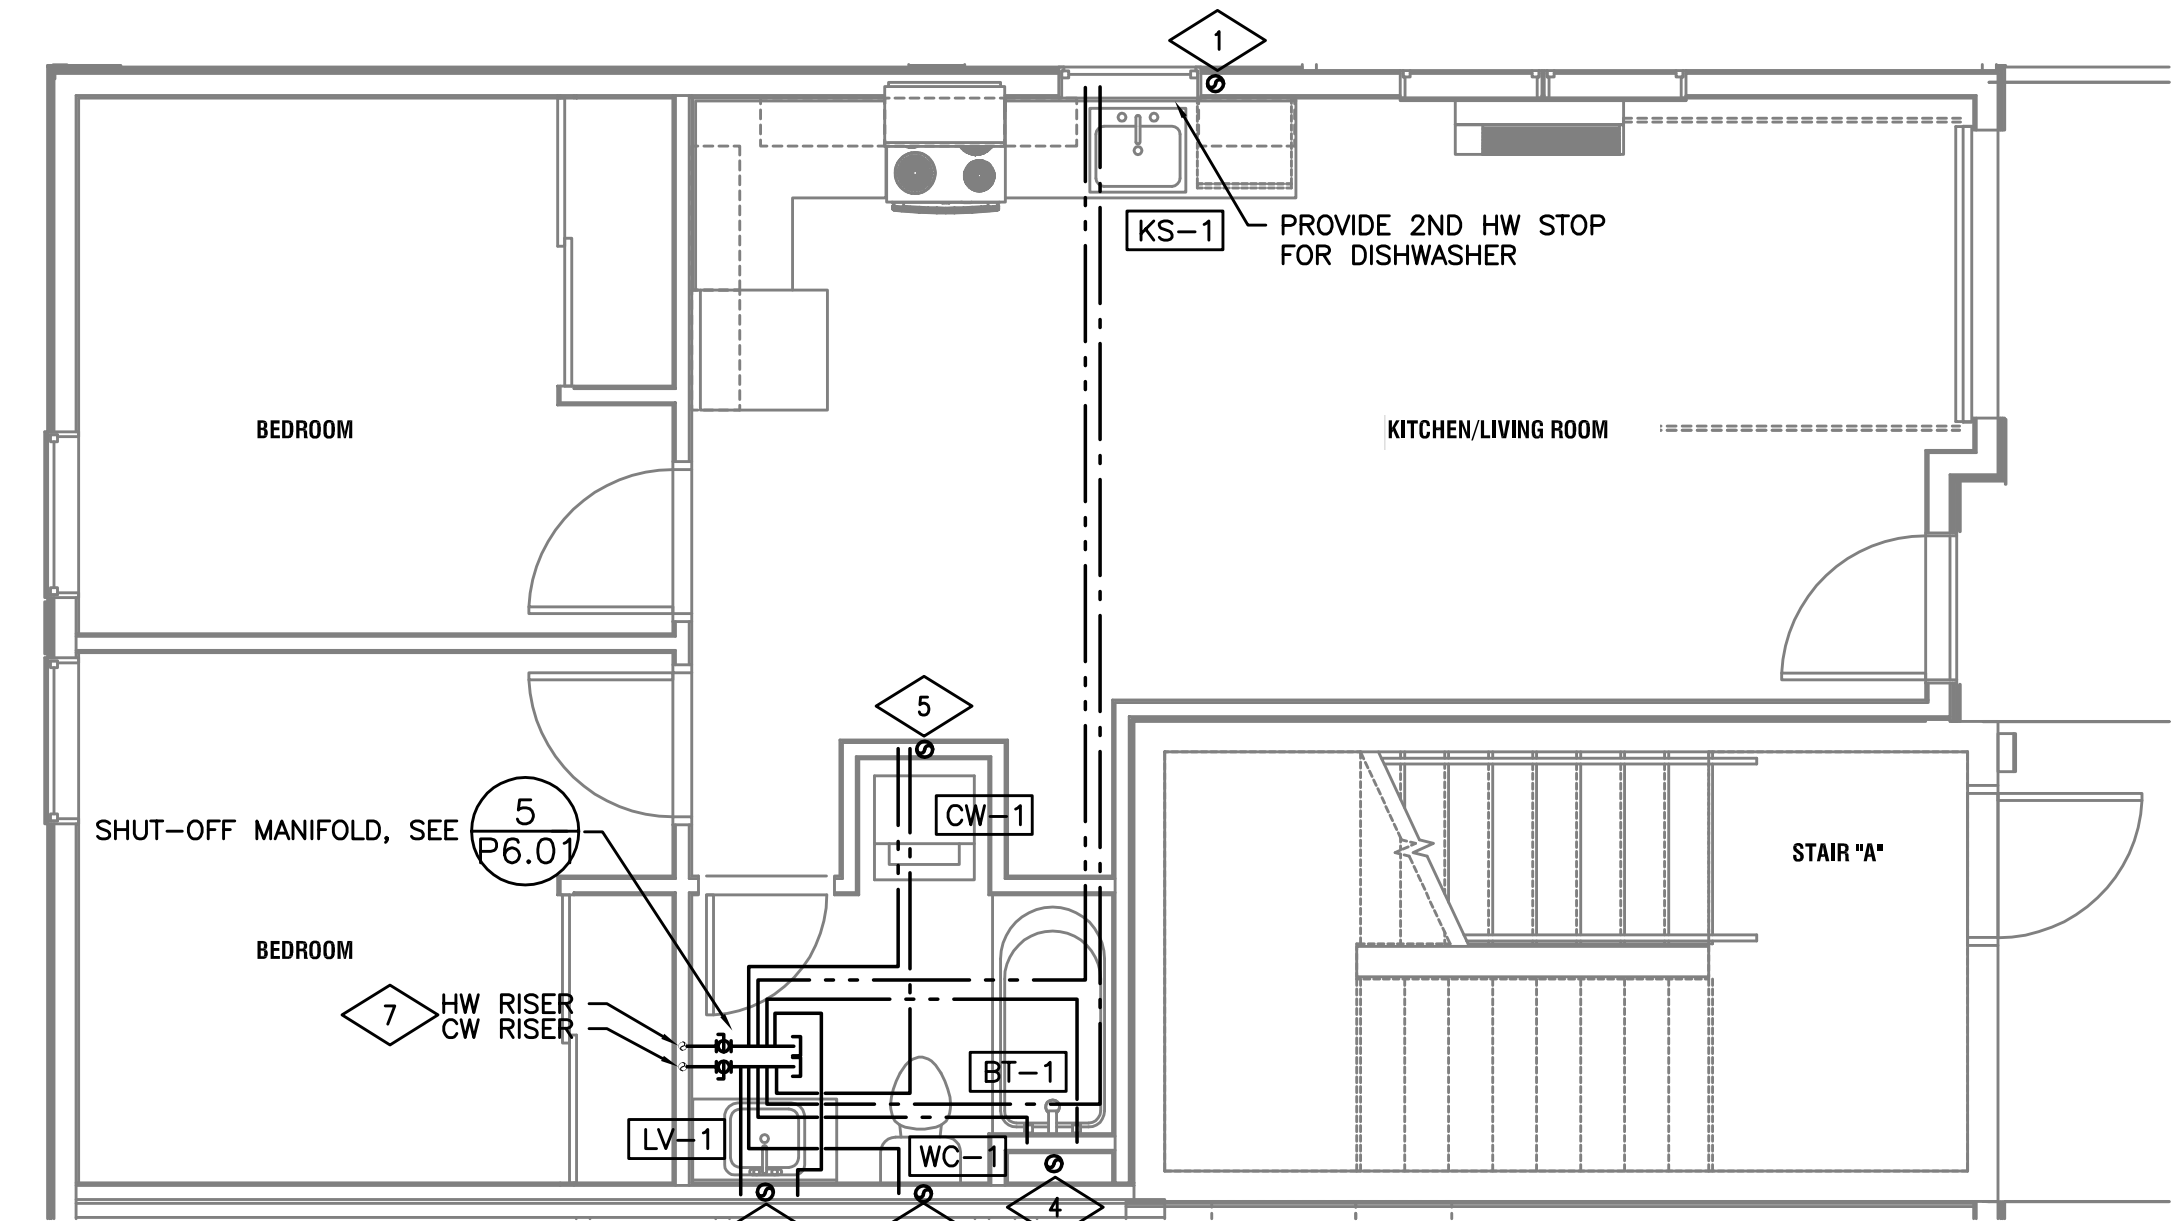 1
KS-1
PROVIDE 2ND HW STOP
FOR DISHWASHER
BEDROOM
KITCHEN/LIVING ROOM
5
CW-1
SHUT-OFF MANIFOLD, SEE
5
P6.01
STAIR "A"
BEDROOM
7
HW RISER
CW RISER
BT-1
LV-1
WC-1
4